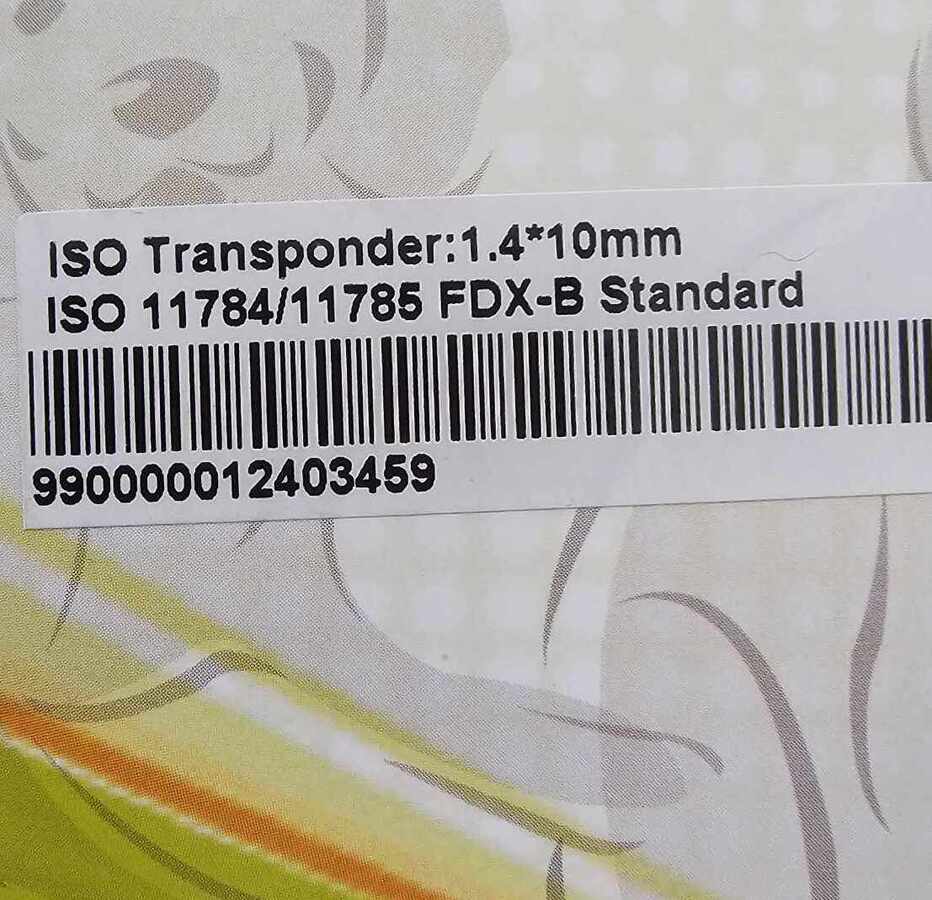 ISO Transponder:1.4*10mm
ISO 11784/11785 FDX-B Standard
990000012403459